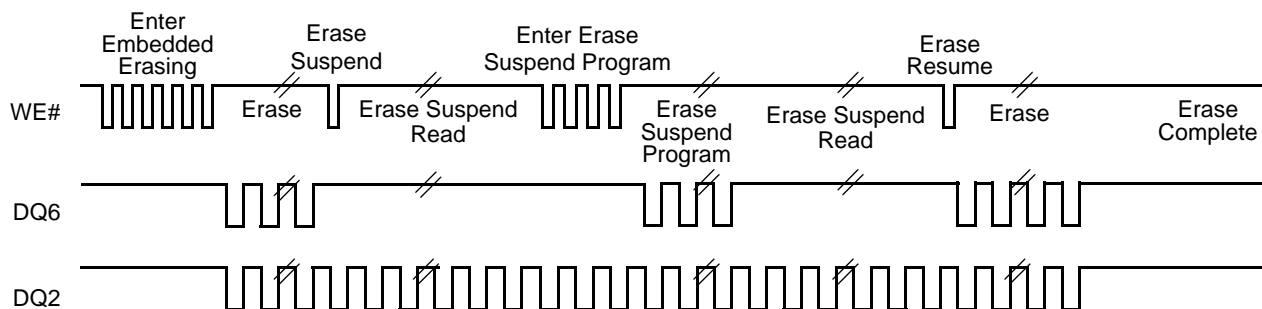 Enter
Embedded
Erasing
Erase
Suspend
Enter Erase
Suspend Program
Erase
Resume
WE#
Erase
Erase Suspend
Read
Erase
Suspend
Program
Erase Suspend
Read
Erase
Erase
Complete
DQ6
DQ2